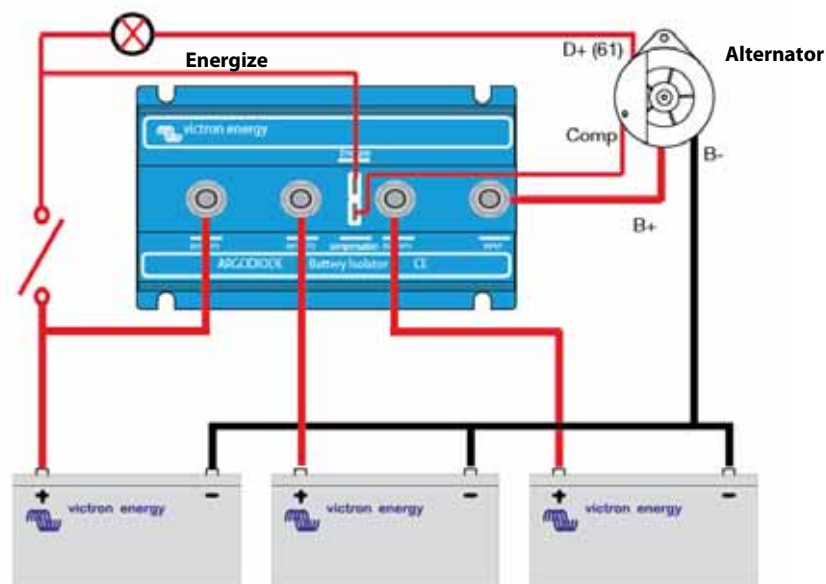 D+ (61)
Alternator
Energize
victron energy
Comp
B-
B+
ARGODIODE Battery Isolator CE
+ - + - + -
victron energy victron energy victron energy